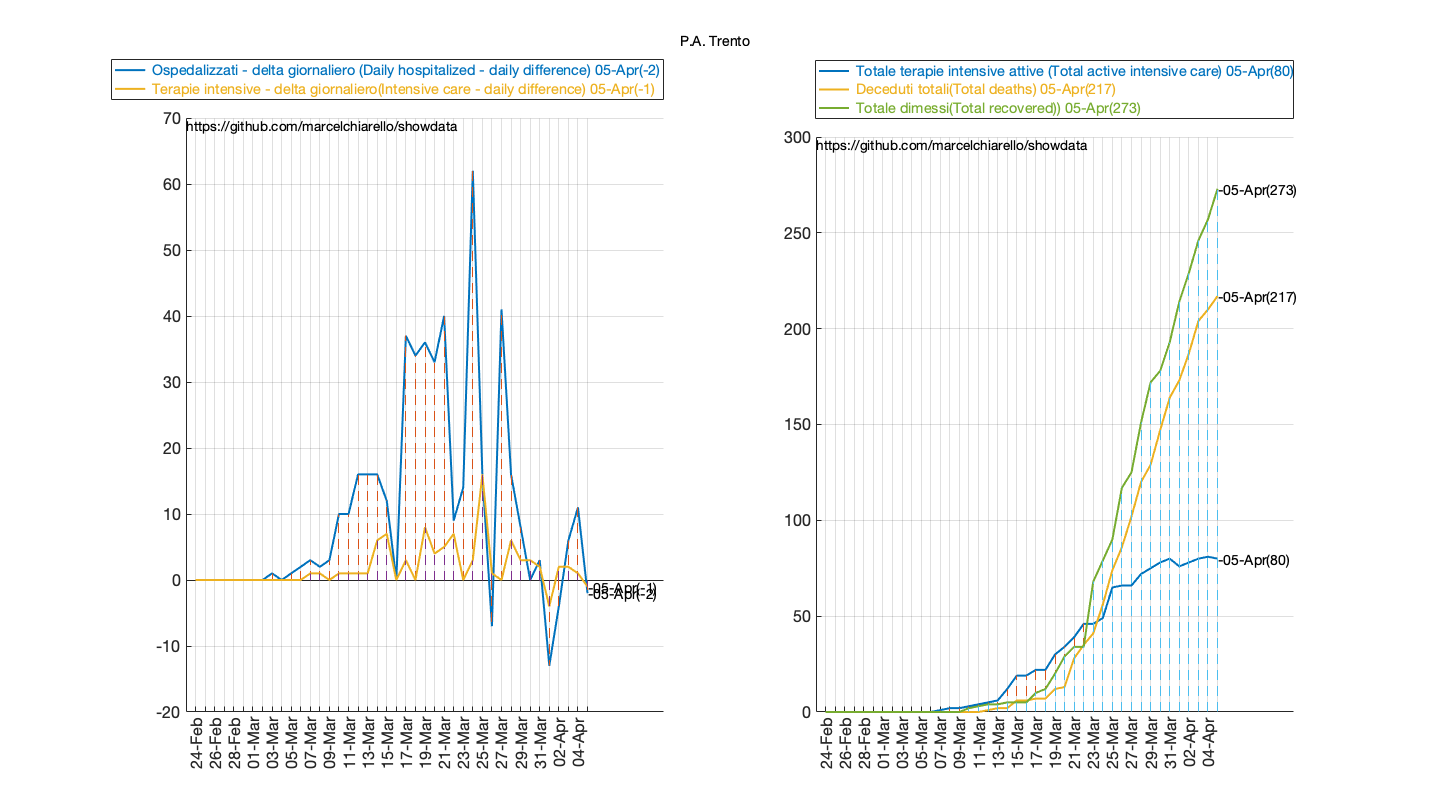 P.A. Trento
Ospedalizzati - delta giornaliero (Daily hospitalized - daily difference) 05-Apr(-2)
Terapie intensive - delta giornaliero(Intensive care - daily difference) 05-Apr(-1)
https://github.com/marcelchiarello/showdata
70
60
50
40
30
20
10
0
-10
-20
-05-Apr(-1)
-05-Apr(-2)
24-Feb
26-Feb
28-Feb
01-Mar
03-Mar
05-Mar
07-Mar
09-Mar
11-Mar
13-Mar
15-Mar
17-Mar
19-Mar
21-Mar
23-Mar
25-Mar
27-Mar
29-Mar
31-Mar
02-Apr
04-Apr
Totale terapie intensive attive (Total active intensive care) 05-Apr(80)
Deceduti totali(Total deaths) 05-Apr(217)
Totale dimessi(Total recovered)) 05-Apr(273)
https://github.com/marcelchiarello/showdata
300
250
200
150
100
50
0
-05-Apr(273)
-05-Apr(217)
-05-Apr(80)
24-Feb
26-Feb
28-Feb
01-Mar
03-Mar
05-Mar
07-Mar
09-Mar
11-Mar
13-Mar
15-Mar
17-Mar
19-Mar
21-Mar
23-Mar
25-Mar
27-Mar
29-Mar
31-Mar
02-Apr
04-Apr